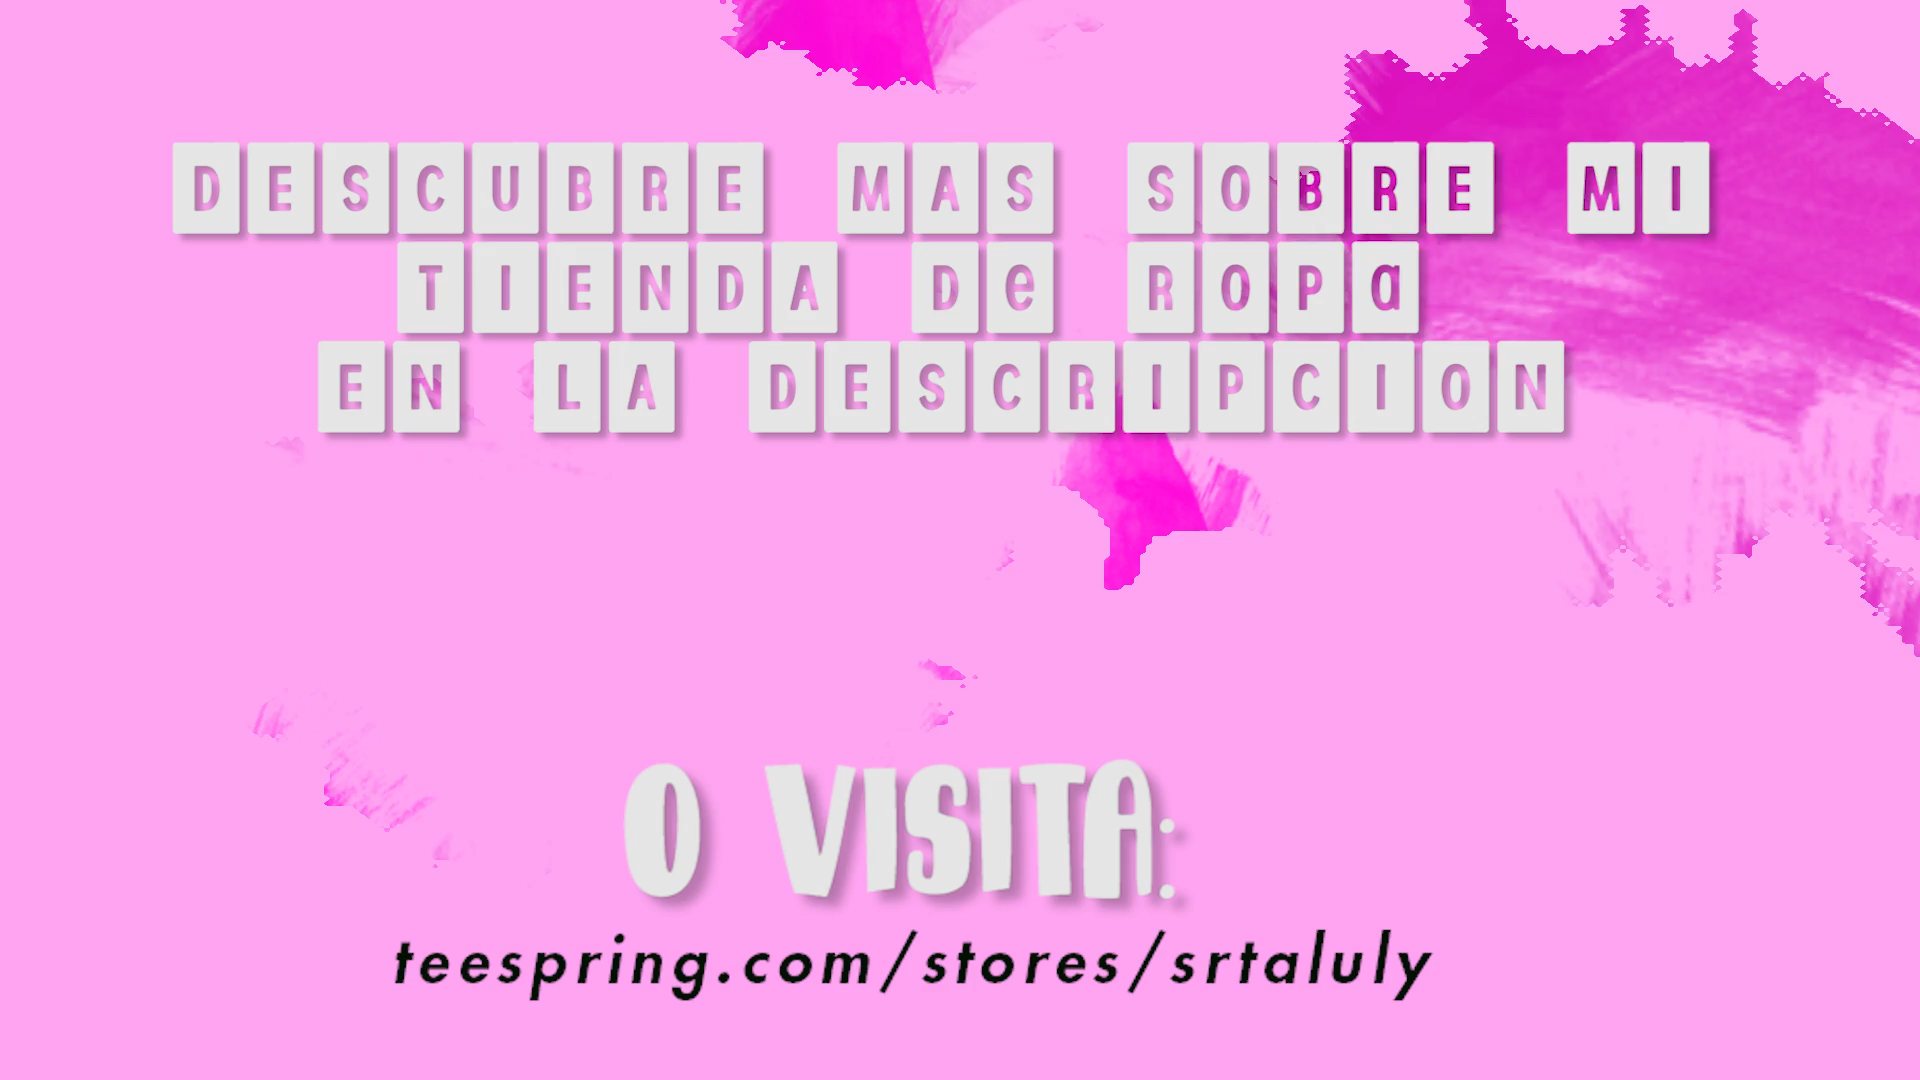 DESCUBRE MAS SOBRE MI
TIENDA De ROPa
EN LA DESCRIPCION
O VISITA:
teespring.com/stores/srtaluly